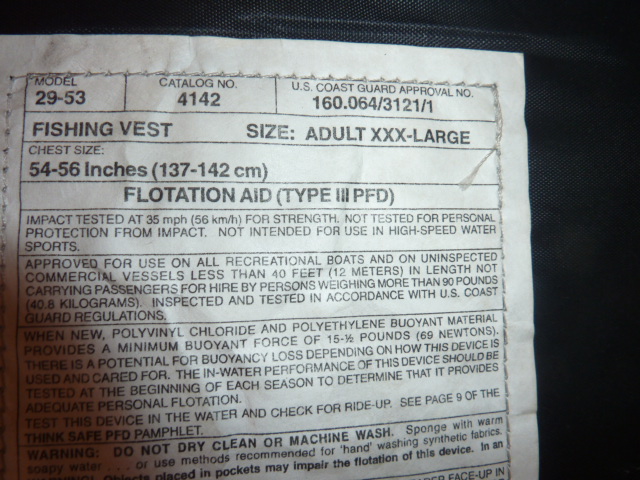 MODEL CATALOG NO. U.S. COAST GUARD APPROVAL NO.
29-53 4142 160.064/3121/1
FISHING VEST SIZE: ADULT XXX-LARGE
CHEST SIZE:
54-56 Inches (137-142 cm)
FLOTATION AID (TYPE III PFD)
IMPACT TESTED AT 35 mph (56 km/h) FOR STRENGTH. NOT TESTED FOR PERSONAL
PROTECTION FROM IMPACT. NOT INTENDED FOR USE IN HIGH-SPEED WATER
SPORTS.
APPROVED FOR USE ON ALL RECREATIONAL BOATS AND ON UNINSPECTED
COMMERCIAL VESSELS LESS THAN 40 FEET (12 METERS) IN LENGTH NOT
CARRYING PASSENGERS FOR HIRE BY PERSONS WEIGHING MORE THAN 90 POUNDS
(40.8 KILOGRAMS). INSPECTED AND TESTED IN ACCORDANCE WITH U.S. COAST
GUARD REGULATIONS.
WHEN NEW, POLYVINYL CHLORIDE AND POLYETHYLENE BUOYANT MATERIAL
PROVIDES A MINIMUM BUOYANT FORCE OF 15-½ POUNDS (69 NEWTONS).
THERE IS A POTENTIAL FOR BUOYANCY LOSS DEPENDING ON HOW THIS DEVICE IS
USED AND CARED FOR. THE IN-WATER PERFORMANCE OF THIS DEVICE SHOULD BE
TESTED AT THE BEGINNING OF EACH SEASON TO DETERMINE THAT IT PROVIDES
ADEQUATE PERSONAL FLOTATION.
TEST THIS DEVICE IN THE WATER AND CHECK FOR RIDE-UP. SEE PAGE 9 OF THE
THINK SAFE PFD PAMPHLET.
WARNING: DO NOT DRY CLEAN OR MACHINE WASH. Sponge with warm
soapy water . . . or use methods recommended for 'hand' washing synthetic fabrics.
WARNING: Objects placed in pockets may impair the flotation of this device. In an
FACE-UP IN